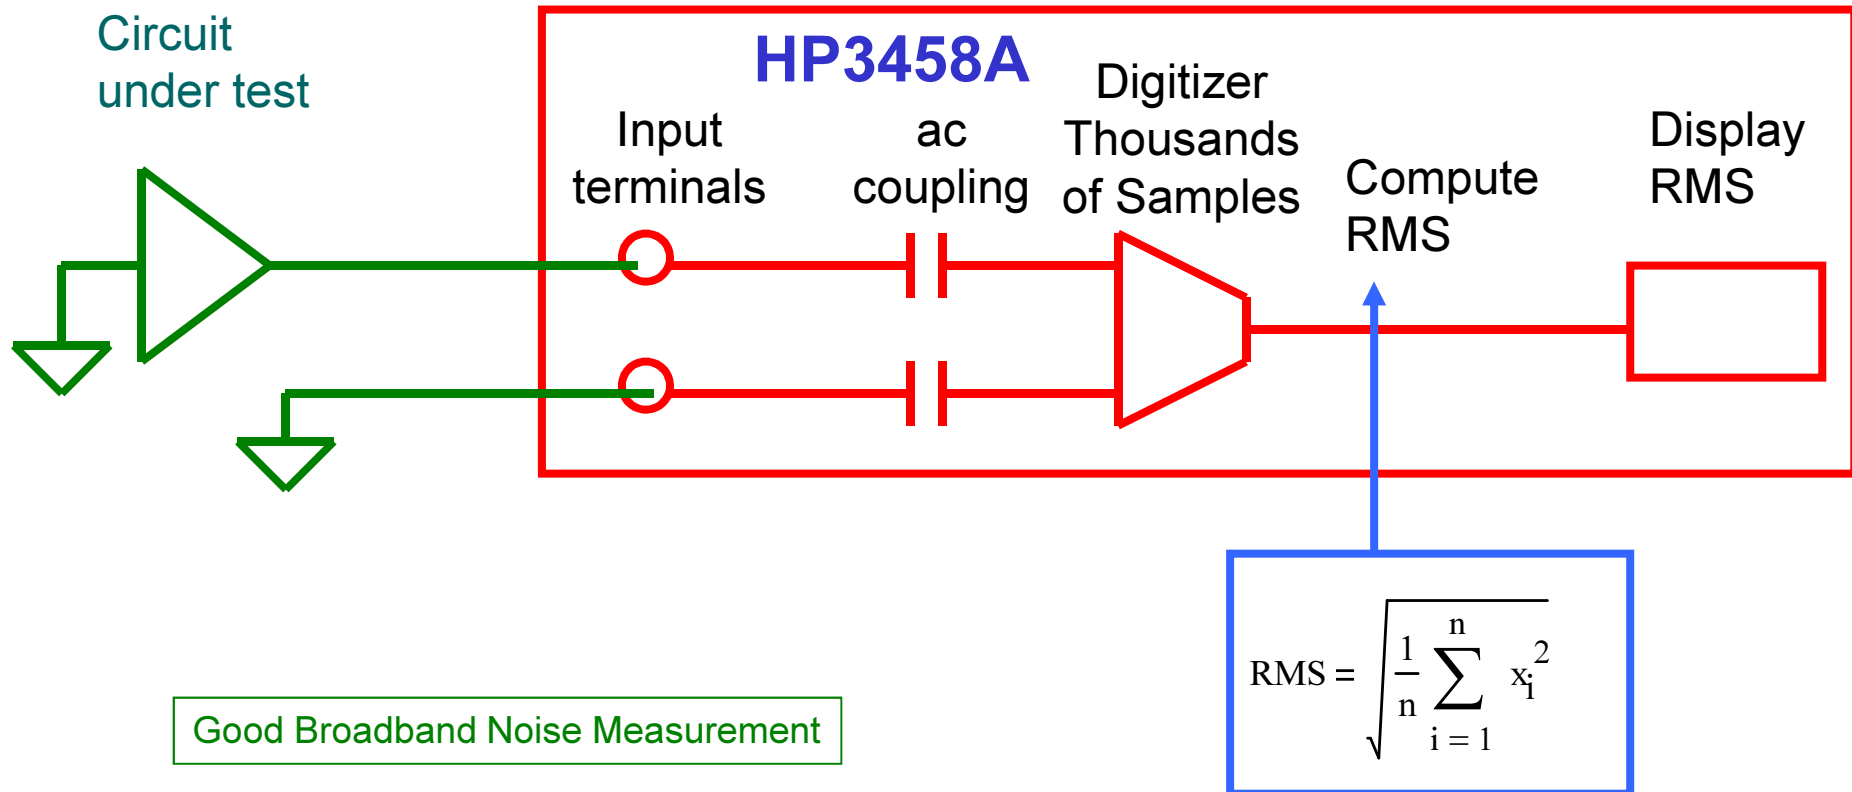 Circuit
under test
HP3458A
Input
terminals
ac
coupling
Digitizer
Thousands
of Samples
Compute
RMS
Display
RMS
RMS = √(1/n ∑ i = 1 n x_i^2)
Good Broadband Noise Measurement